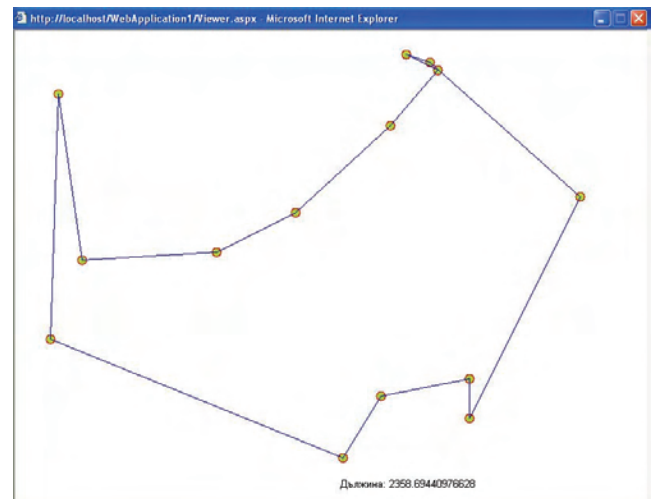 http://localhost/WebApplication1/Viewer.aspx - Microsoft Internet Explorer
Дължина: 2358.69440976628